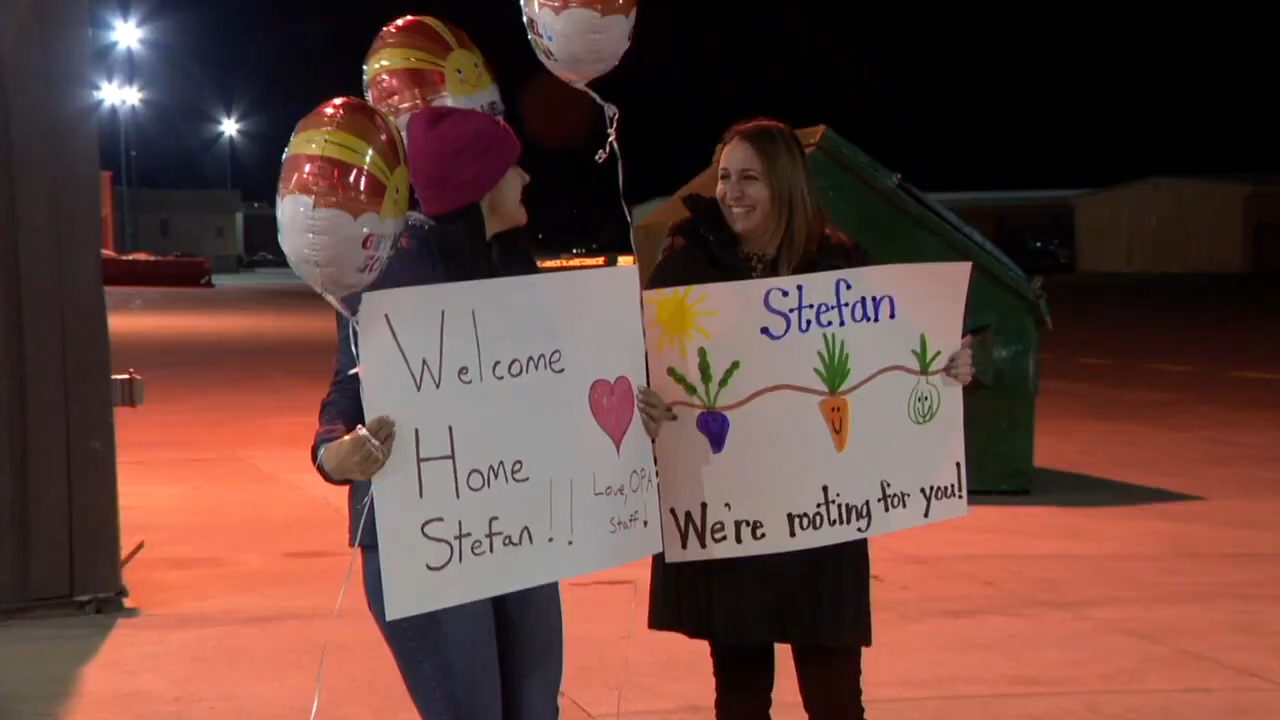 Welcome
Home
Stefan!!
Love, OPA
Staff!
Stefan
We're rooting for you!